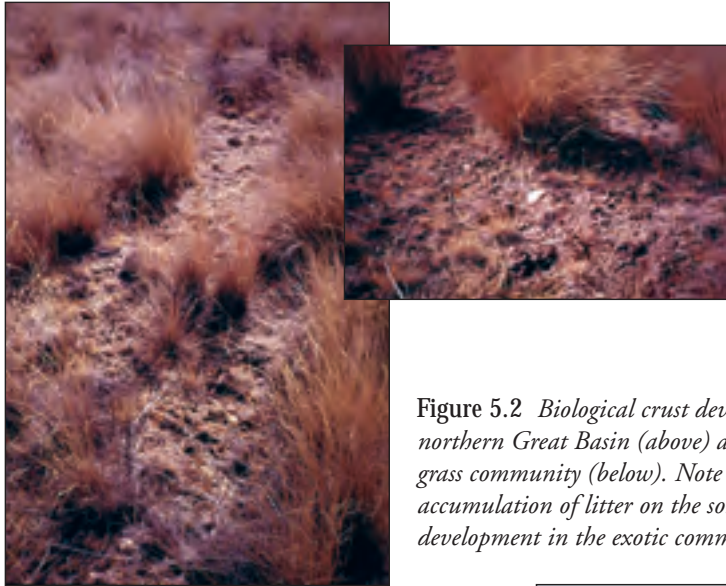 Figure 5.2 Biological crust dev
northern Great Basin (above) a
grass community (below). Note
accumulation of litter on the so
development in the exotic comm